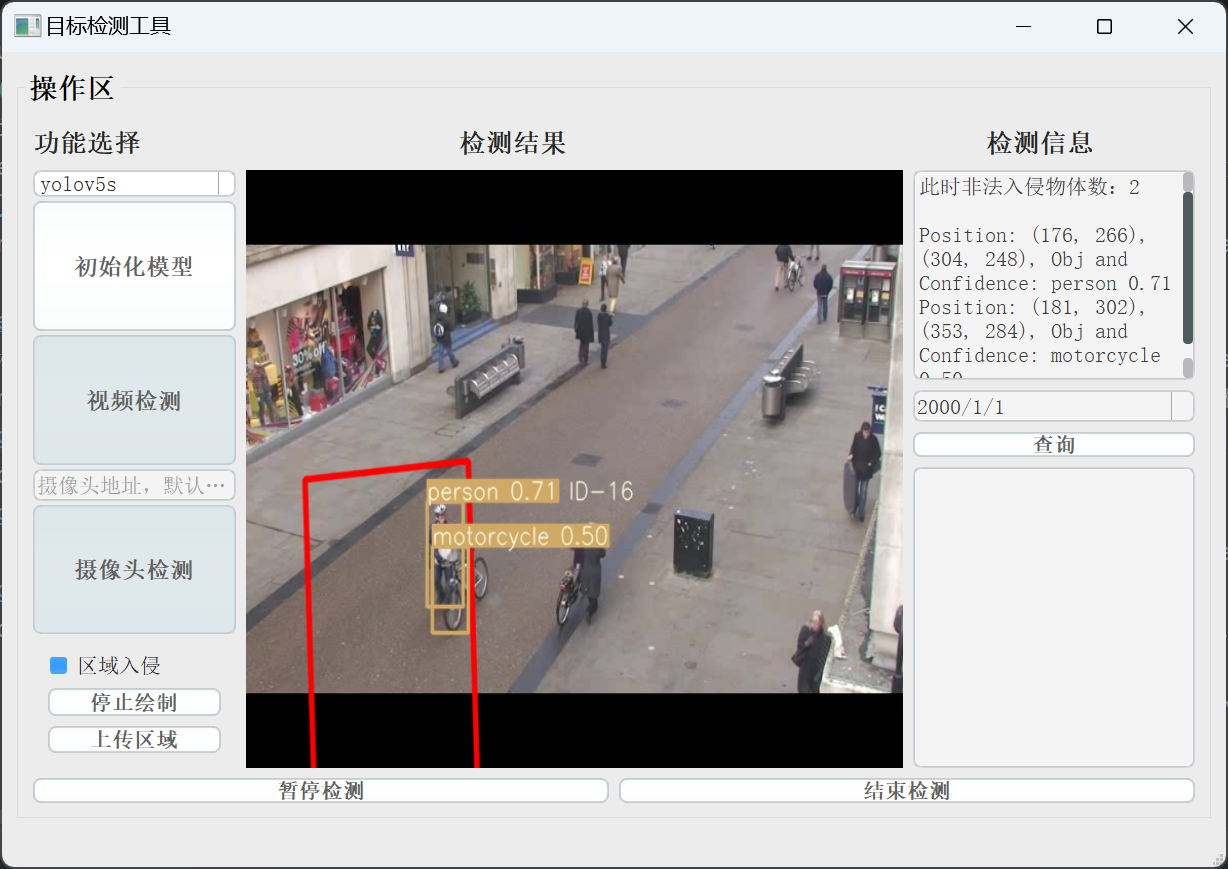 目标检测工具
操作区
功能选择
检测结果
检测信息
yolov5s
初始化模型
视频检测
摄像头地址，默认…
摄像头检测
区域入侵
停止绘制
上传区域
30% off
person 0.71 ID-16
motorcycle 0.50
此时非法入侵物体数：2
Position: (176, 266),
(304, 248), Obj and
Confidence: person 0.71
Position: (181, 302),
(353, 284), Obj and
Confidence: motorcycle
0.50
2000/1/1
查询
暂停检测
结束检测